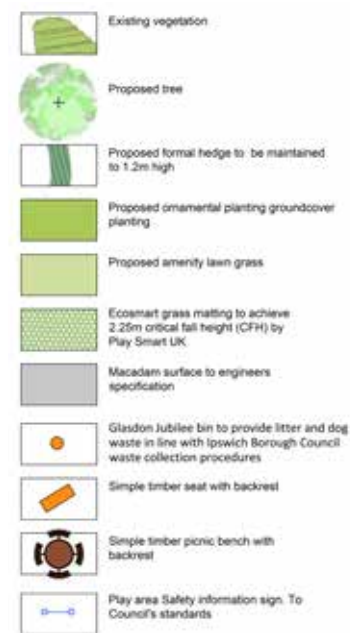 Existing vegetation
Proposed tree
Proposed formal hedge to be maintained
to 1.2m high
Proposed ornamental planting groundcover
planting
Proposed amenity lawn grass
Ecosmart grass matting to achieve
2.25m critical fall height (CFH) by
Play Smart UK
Macadam surface to engineers
specification
Glasdon Jubilee bin to provide litter and dog
waste in line with Ipswich Borough Council
waste collection procedures
Simple timber seat with backrest
Simple timber picnic bench with
backrest
Play area Safety information sign. To
Council's standards